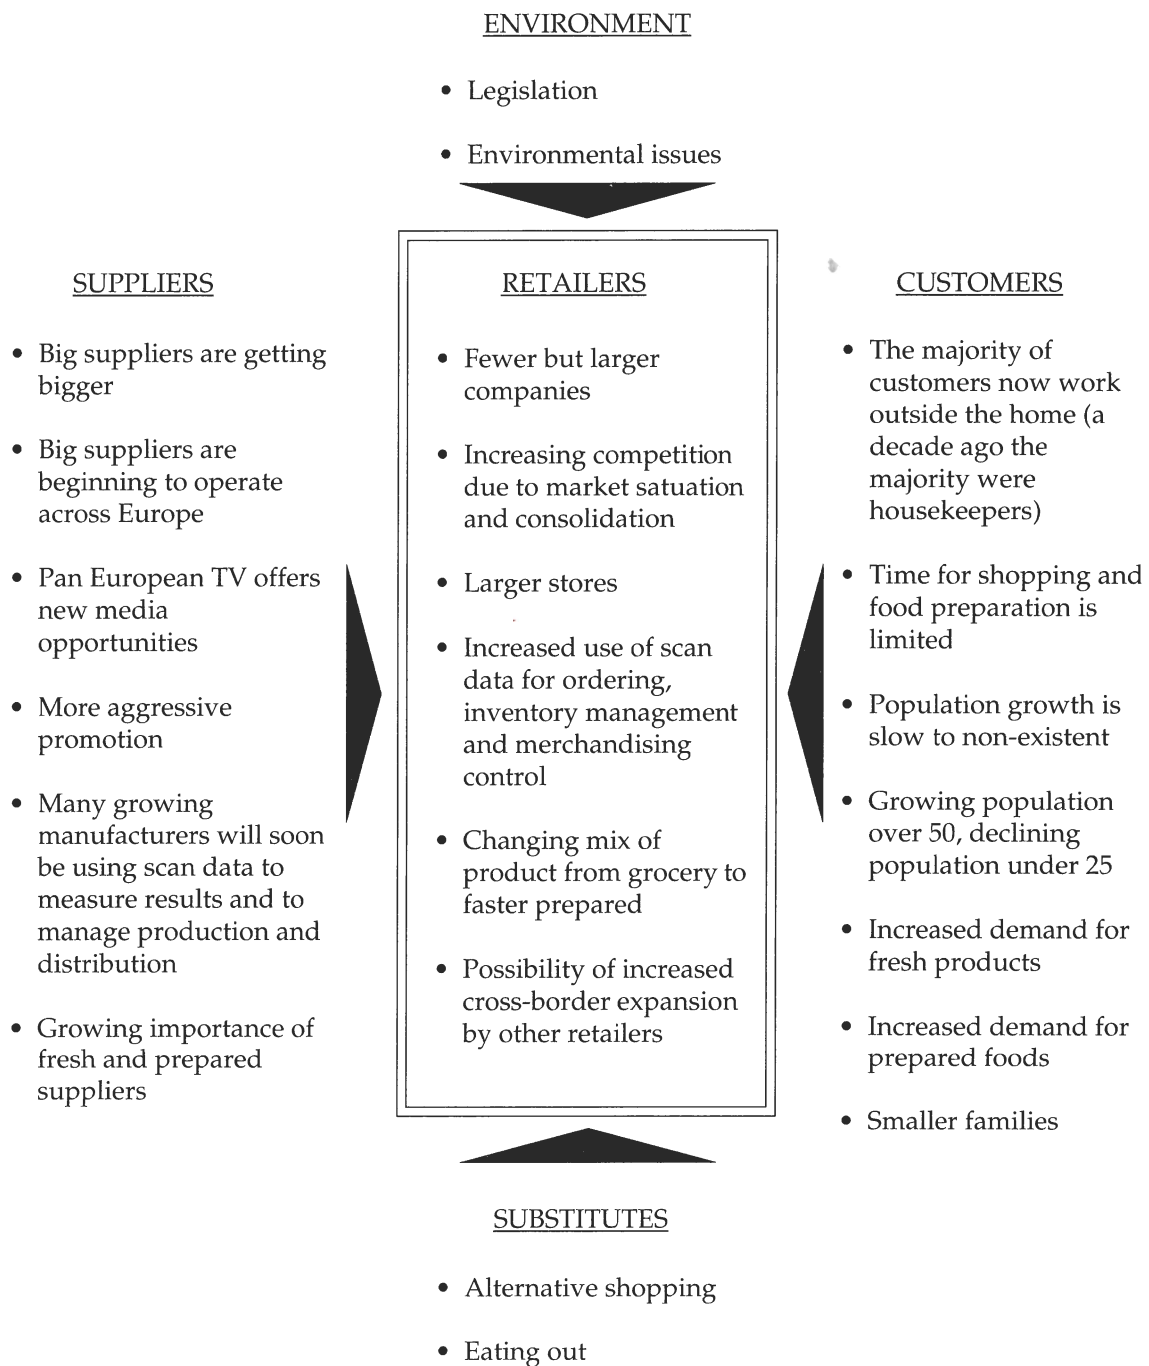 ENVIRONMENT
• Legislation
• Environmental issues
SUPPLIERS
• Big suppliers are getting
bigger
• Big suppliers are
beginning to operate
across Europe
• Pan European TV offers
new media
opportunities
• More aggressive
promotion
• Many growing
manufacturers will soon
be using scan data to
measure results and to
manage production and
distribution
• Growing importance of
fresh and prepared
suppliers
RETAILERS
• Fewer but larger
companies
• Increasing competition
due to market satuation
and consolidation
• Larger stores
• Increased use of scan
data for ordering,
inventory management
and merchandising
control
• Changing mix of
product from grocery to
faster prepared
• Possibility of increased
cross-border expansion
by other retailers
CUSTOMERS
• The majority of
customers now work
outside the home (a
decade ago the
majority were
housekeepers)
• Time for shopping and
food preparation is
limited
• Population growth is
slow to non-existent
• Growing population
over 50, declining
population under 25
• Increased demand for
fresh products
• Increased demand for
prepared foods
• Smaller families
SUBSTITUTES
• Alternative shopping
• Eating out